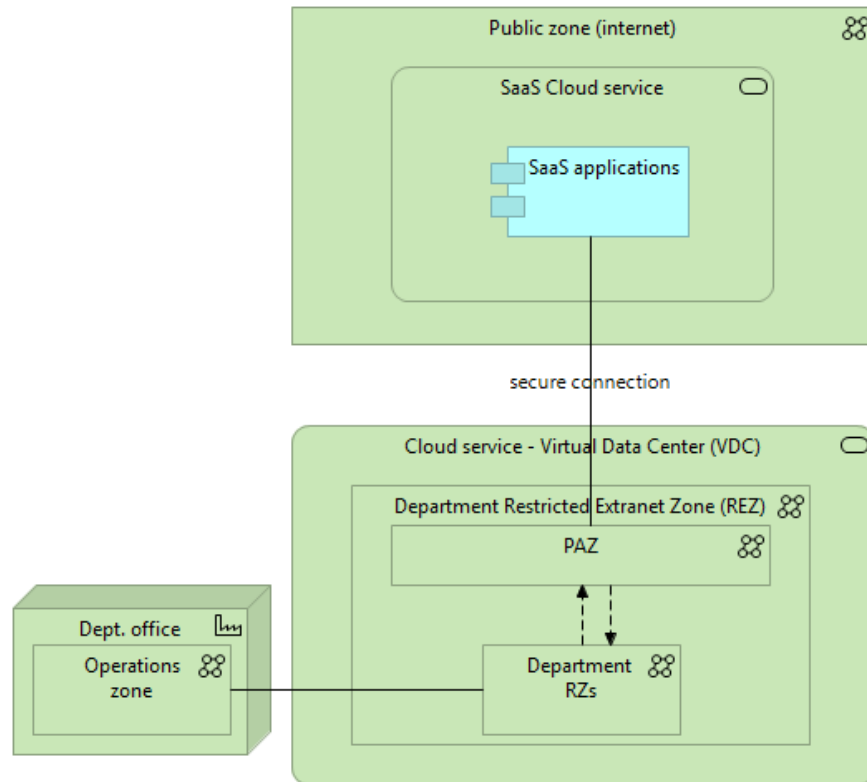 Public zone (internet)
SaaS Cloud service
SaaS applications
secure connection
Cloud service - Virtual Data Center (VDC)
Department Restricted Extranet Zone (REZ)
PAZ
Dept. office
Operations
zone
Department
RZs